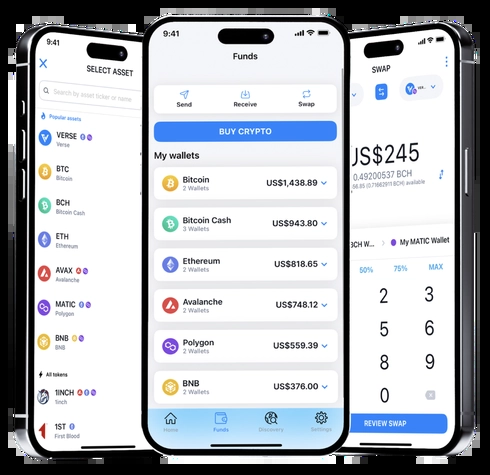 9:41
SELECT ASSET
Search by asset ticker or name
Popular assets
VERSE
Verse
BTC
Bitcoin
BCH
Bitcoin Cash
ETH
Ethereum
AVAX
Avalanche
MATIC
Polygon
BNB
BNB
All tokens
1INCH
1inch
1ST
First Blood
9:41
Funds
Send Receive Swap
BUY CRYPTO
My wallets
Bitcoin
2 Wallets
US$1,438.89
Bitcoin Cash
3 Wallets
US$943.80
Ethereum
2 Wallets
US$818.65
Avalanche
2 Wallets
US$748.12
Polygon
2 Wallets
US$559.39
BNB
2 Wallets
US$376.00
Home Funds Discovery Settings
SWAP
US$245
0.49200537 BCH
BCH) available
BCH W... My MATIC Wallet
50% 75% MAX
2 3
5 6
8 9
0
REVIEW SWAP